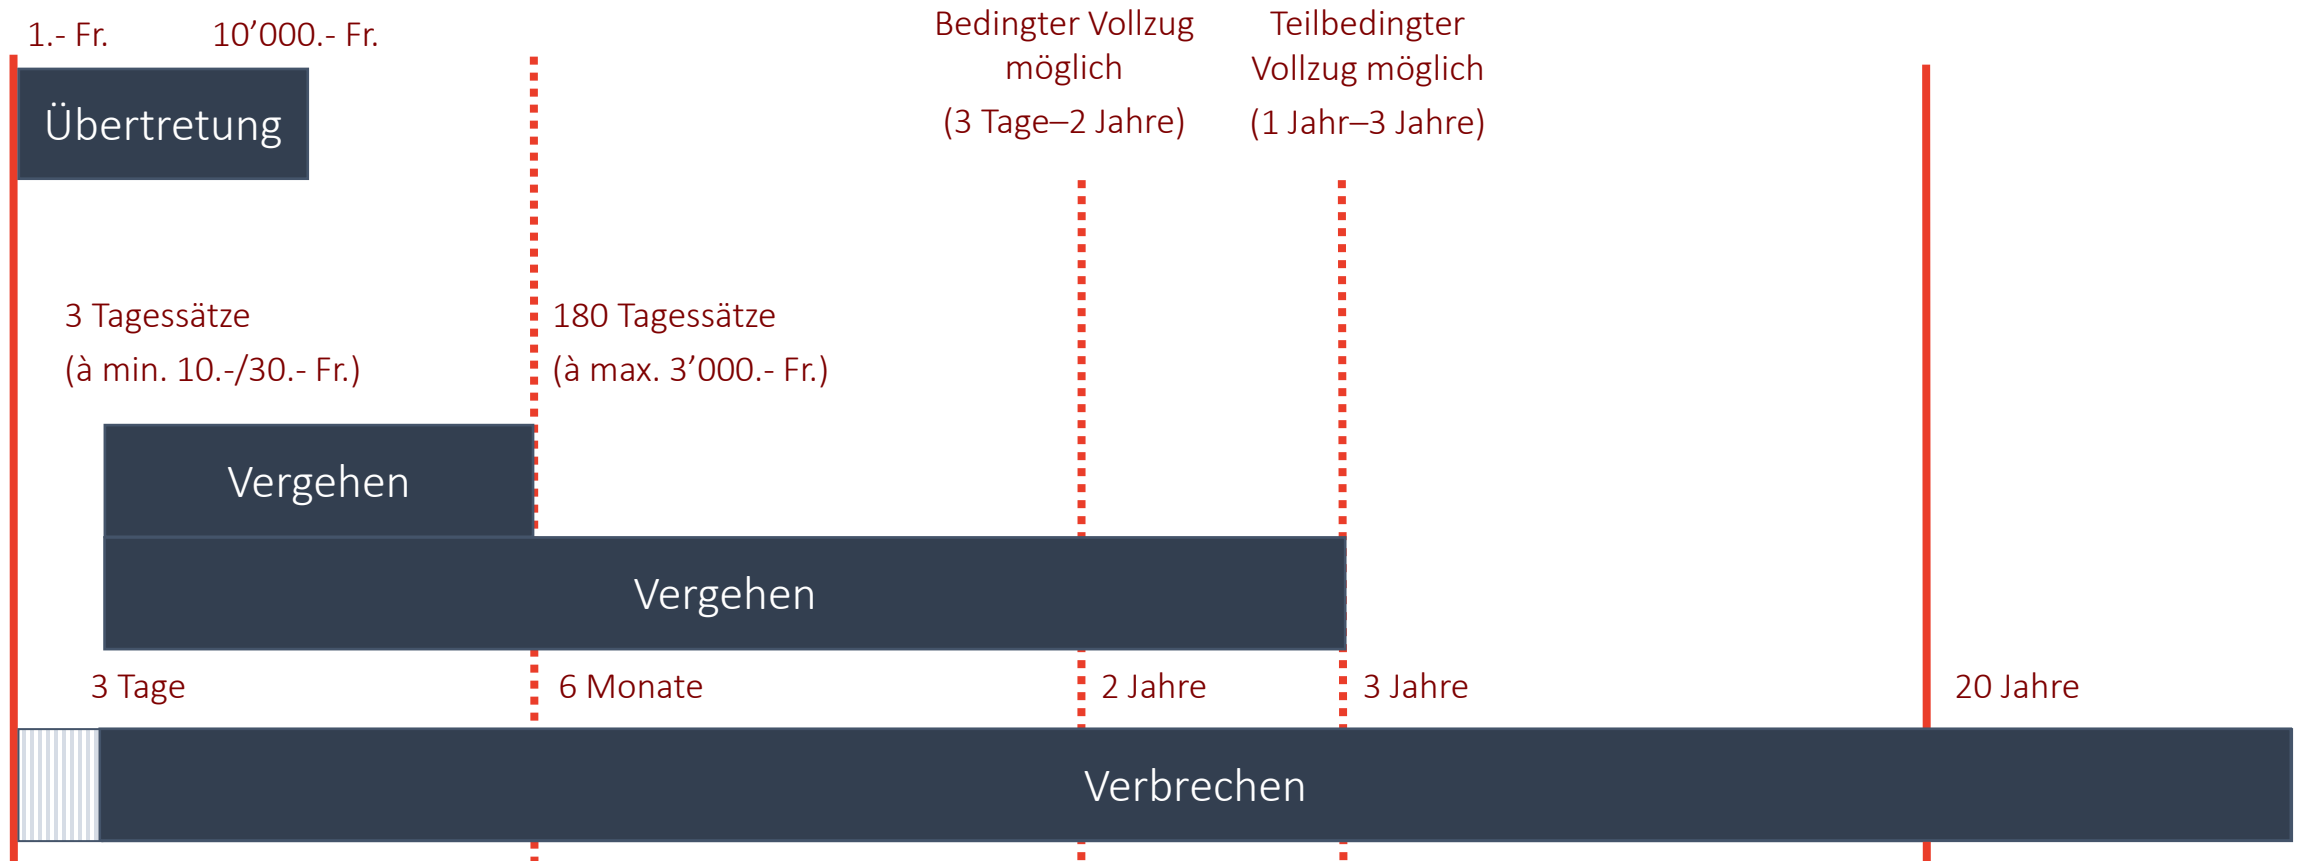 1.- Fr.
10’000.- Fr.
Bedingter Vollzug
möglich
(3 Tage–2 Jahre)
Teilbedingter
Vollzug möglich
(1 Jahr–3 Jahre)
Übertretung
3 Tagessätze
(à min. 10.-/30.- Fr.)
180 Tagessätze
(à max. 3’000.- Fr.)
Vergehen
Vergehen
3 Tage
6 Monate
2 Jahre
3 Jahre
20 Jahre
Verbrechen